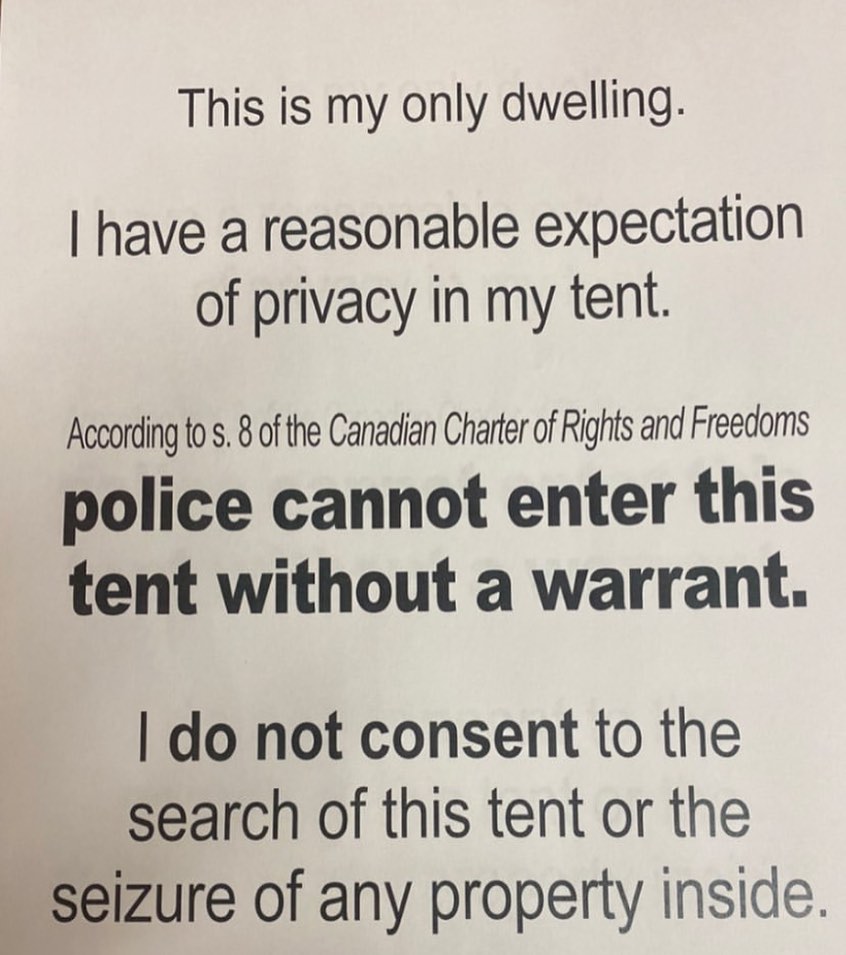 This is my only dwelling.
I have a reasonable expectation
of privacy in my tent.
According to s. 8 of the Canadian Charter of Rights and Freedoms
police cannot enter this
tent without a warrant.
I do not consent to the
search of this tent or the
seizure of any property inside.